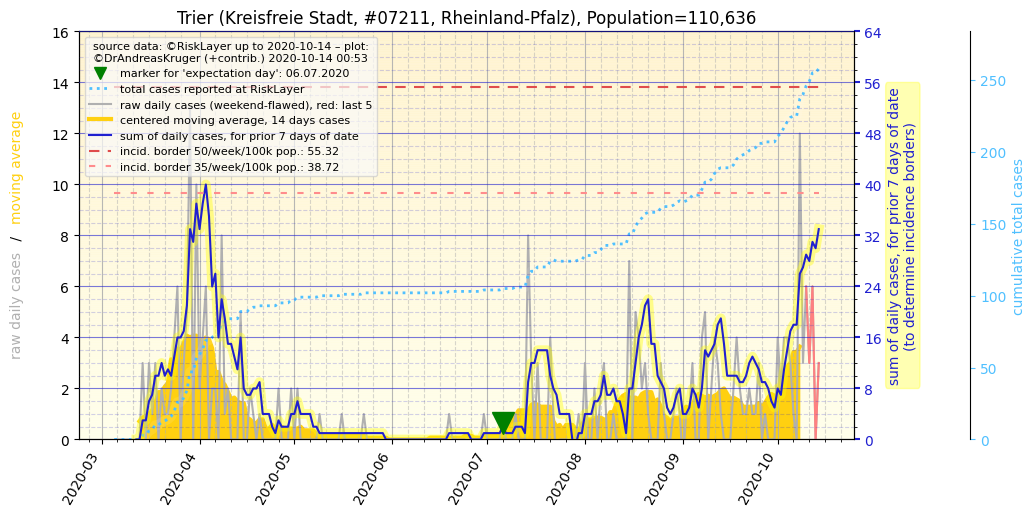 Trier (Kreisfreie Stadt, #07211, Rheinland-Pfalz), Population=110,636
source data: ©RiskLayer up to 2020-10-14 – plot:
©DrAndreasKruger (+contrib.) 2020-10-14 00:53
marker for 'expectation day': 06.07.2020
total cases reported at RiskLayer
raw daily cases (weekend-flawed), red: last 5
centered moving average, 14 days cases
sum of daily cases, for prior 7 days of date
incid. border 50/week/100k pop.: 55.32
incid. border 35/week/100k pop.: 38.72
raw daily cases / moving average
16
14
12
10
8
6
4
2
0
2020-03
2020-04
2020-05
2020-06
2020-07
2020-08
2020-09
2020-10
64
56
48
40
32
24
16
8
0
sum of daily cases, for prior 7 days of date
(to determine, incidence borders)
250
200
150
100
50
0
cumulative total cases